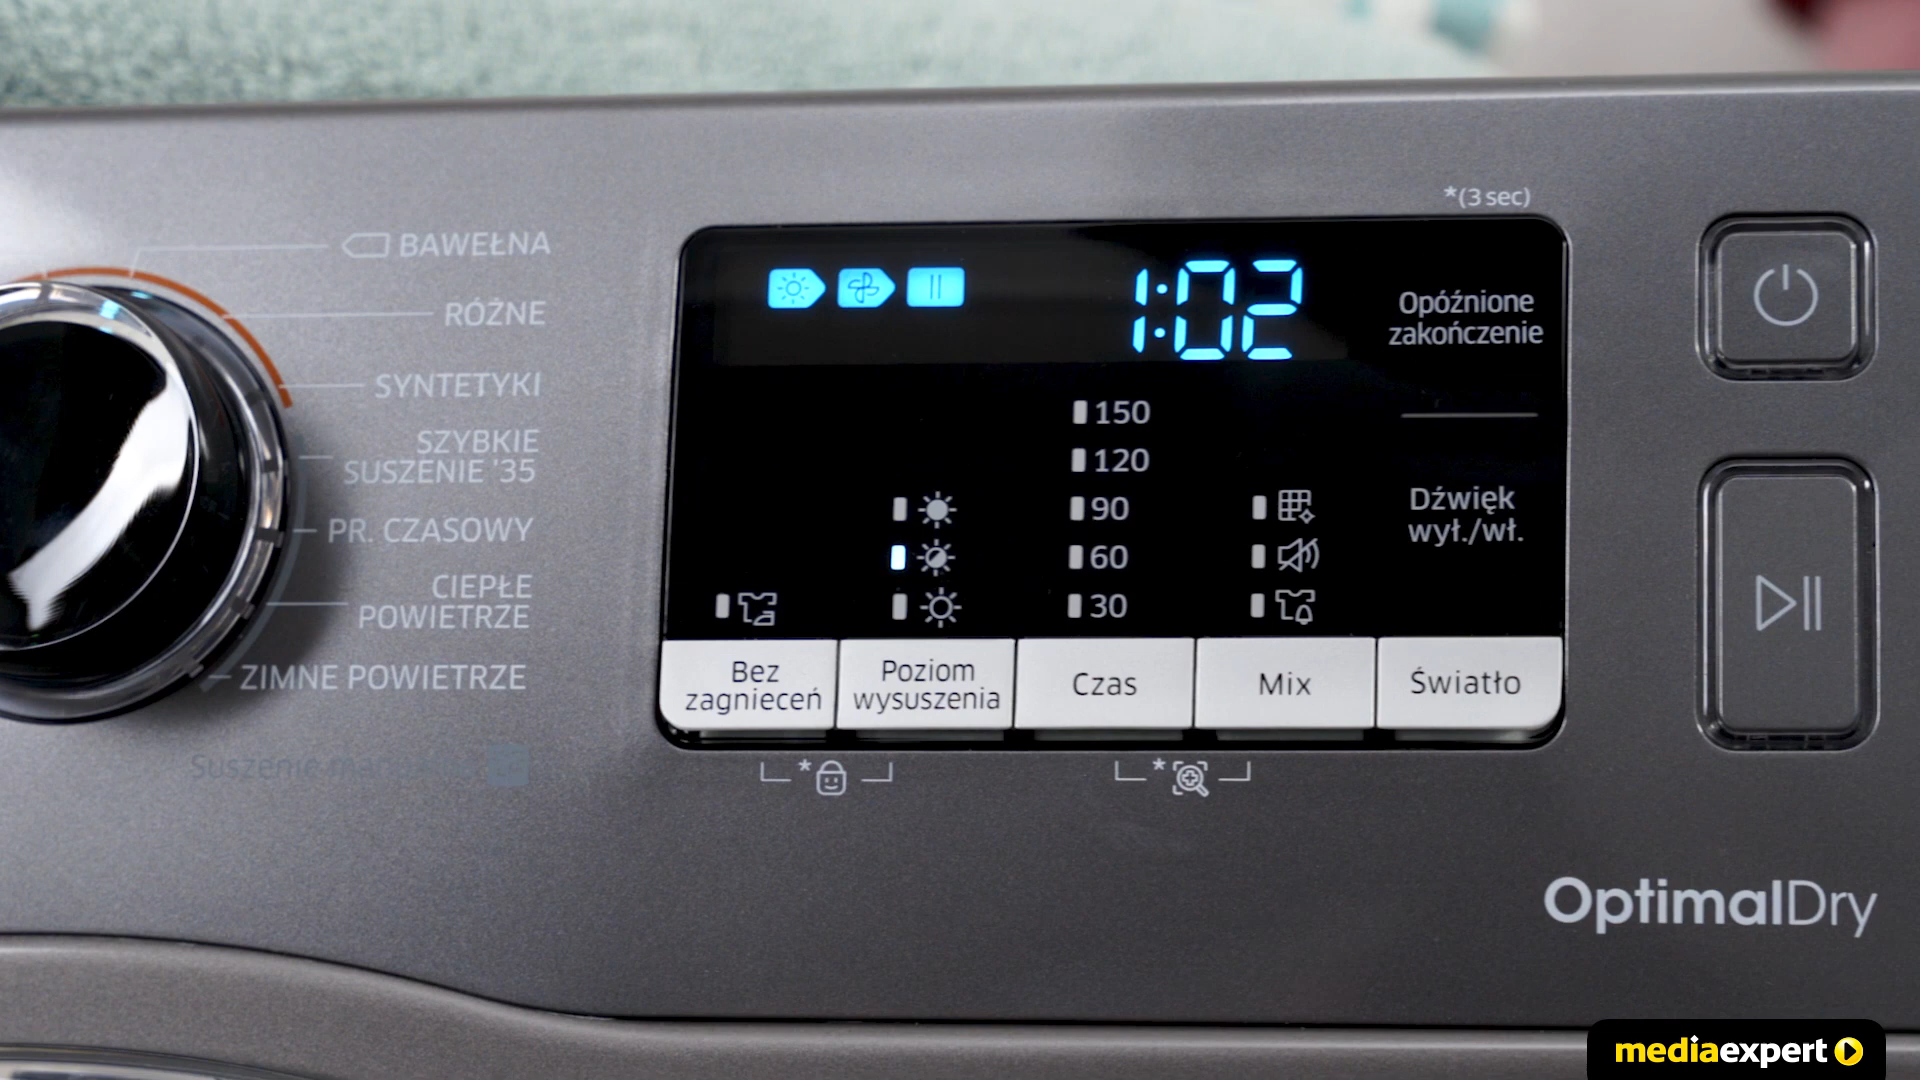 BAWEŁNA
RÓŻNE
SYNTETYKI
SZYBKIE
SUSZENIE '35
PR. CZASOWY
CIEPŁE
POWIETRZE
ZIMNE POWIETRZE
*(3 sec)
1:02
Opóźnione
zakończenie
150
120
90
60
30
Dźwięk
wył./wł.
Bez
zagnieceń
Poziom
wysuszenia
Czas
Mix
Światło
*
*
OptimalDry
mediaexpert